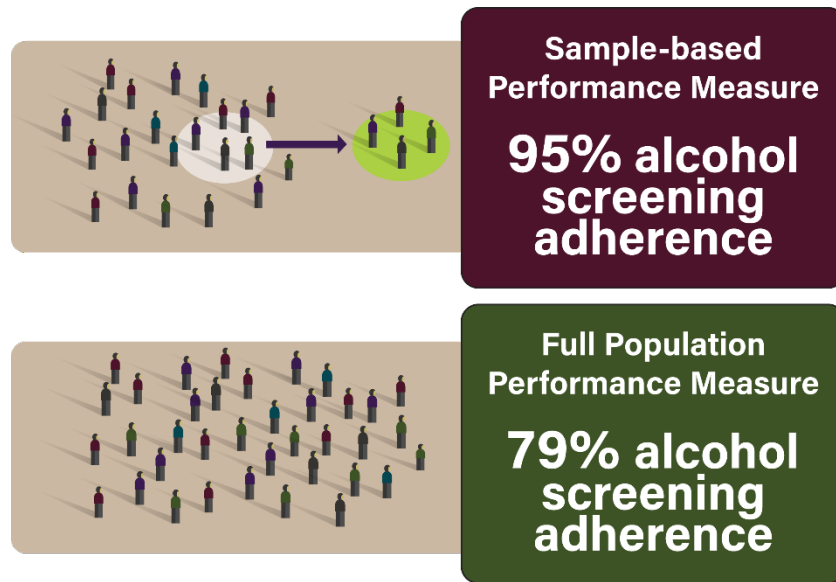 Sample-based
Performance Measure
95% alcohol
screening
adherence
Full Population
Performance Measure
79% alcohol
screening
adherence